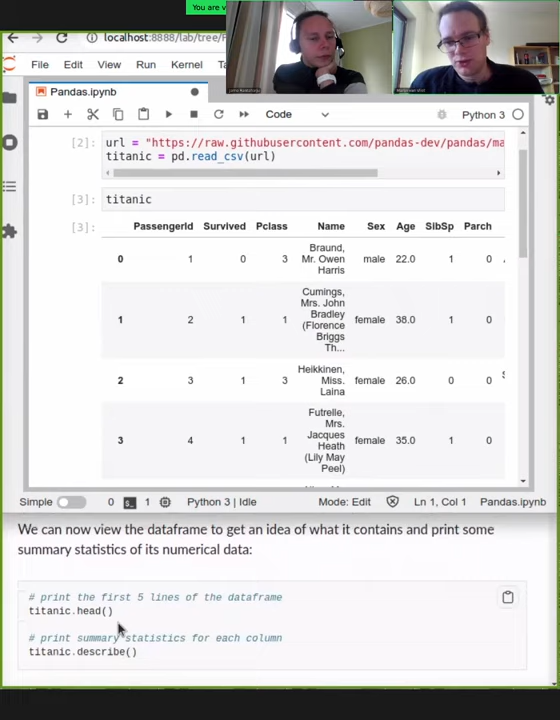 You are v
localhost:8888/lab/tree/
File Edit View Run Kernel
Pandas.ipynb
Code
Python 3
[2]:
url = "https://raw.githubusercontent.com/pandas-dev/pandas/ma
titanic = pd.read_csv(url)
[3]:
titanic
[3]:
PassengerId Survived Pclass Name Sex Age SibSp Parch
0 1 0 3 Braund, Mr. Owen Harris male 22.0 1 0
1 2 1 1 Cumings, Mrs. John Bradley (Florence Briggs Th... female 38.0 1 0
2 3 1 3 Heikkinen, Miss. Laina female 26.0 0 0
3 4 1 1 Futrelle, Mrs. Jacques Heath (Lily May Peel) female 35.0 1 0
Simple 0 1 Python 3 | Idle Mode: Edit Ln 1, Col 1 Pandas.ipynb
We can now view the dataframe to get an idea of what it contains and print some
summary statistics of its numerical data:
# print the first 5 lines of the dataframe
titanic.head()
# print summary statistics for each column
titanic.describe()